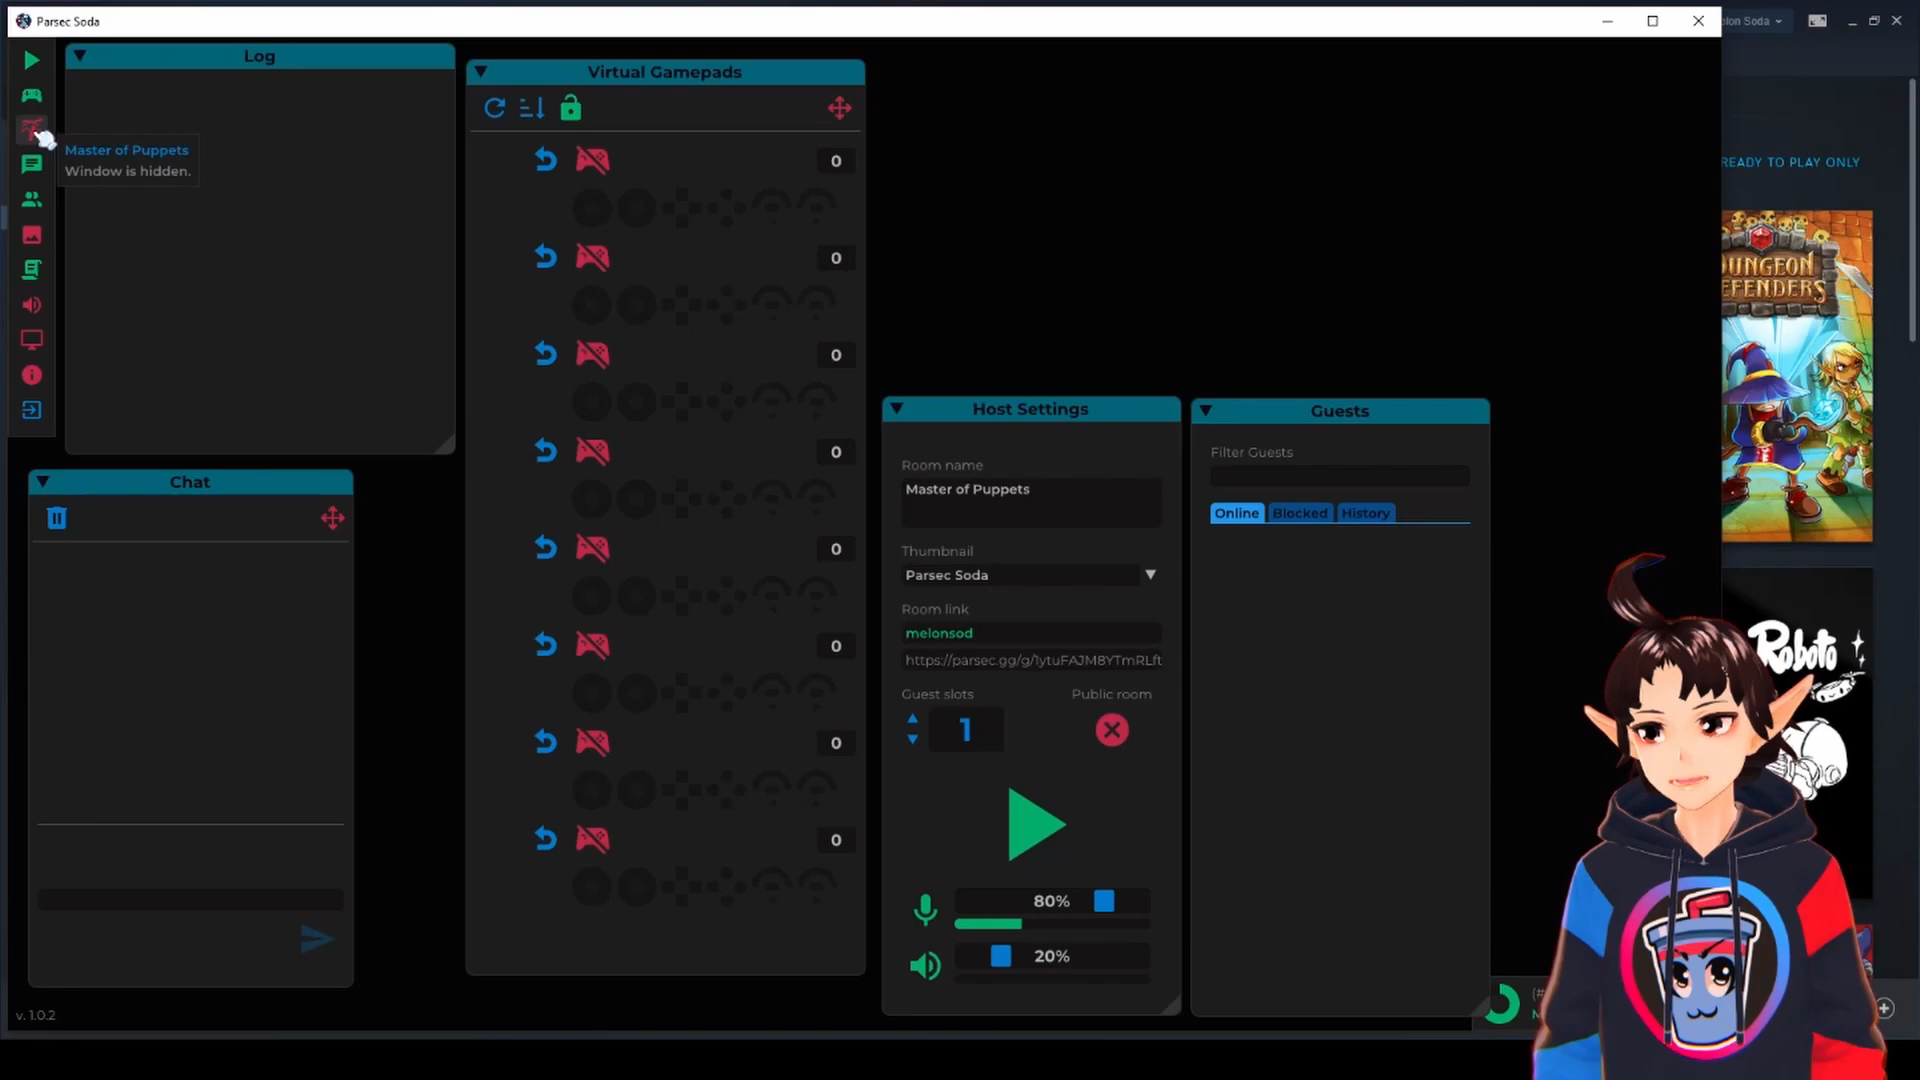 Parsec Soda
Log
Master of Puppets
Window is hidden.
Virtual Gamepads
0
0
0
0
0
0
0
0
Chat
Host Settings
Room name
Master of Puppets
Thumbnail
Parsec Soda
Room link
melonsod
https://parsec.gg/g/1ytuFAJM8YTmRLft
Guest slots
Public room
1
80%
20%
Guests
Filter Guests
Online
Blocked
History
v. 1.0.2
Soda
READY TO PLAY ONLY
Roboto